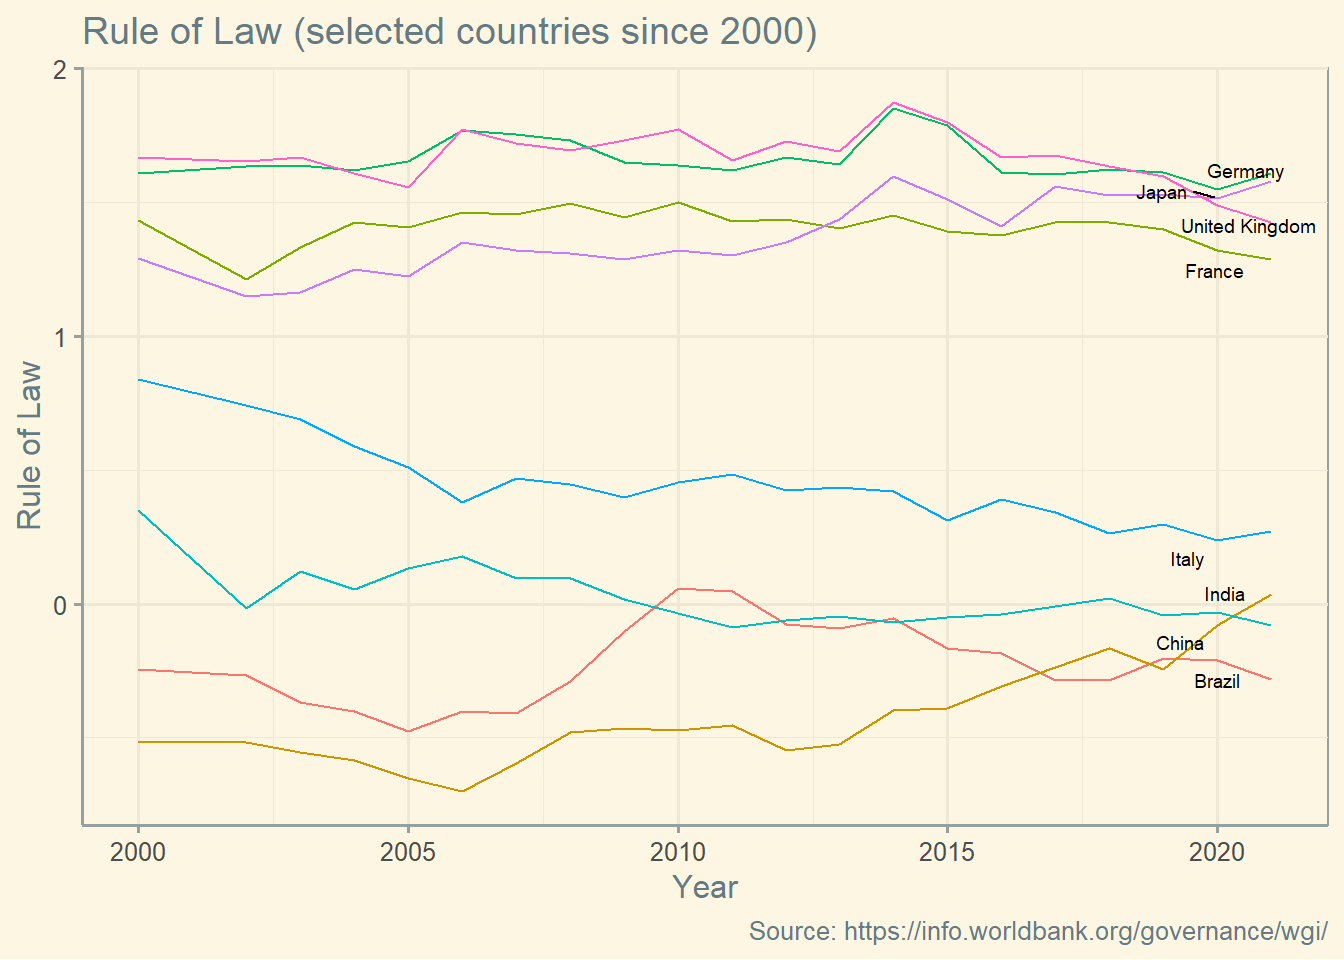 Rule of Law (selected countries since 2000)
2
Germany
Japan
United Kingdom
France
1
Rule of Law
Italy
India
0
China
Brazil
2000 2005 2010 2015 2020
Year
Source: https://info.worldbank.org/governance/wgi/